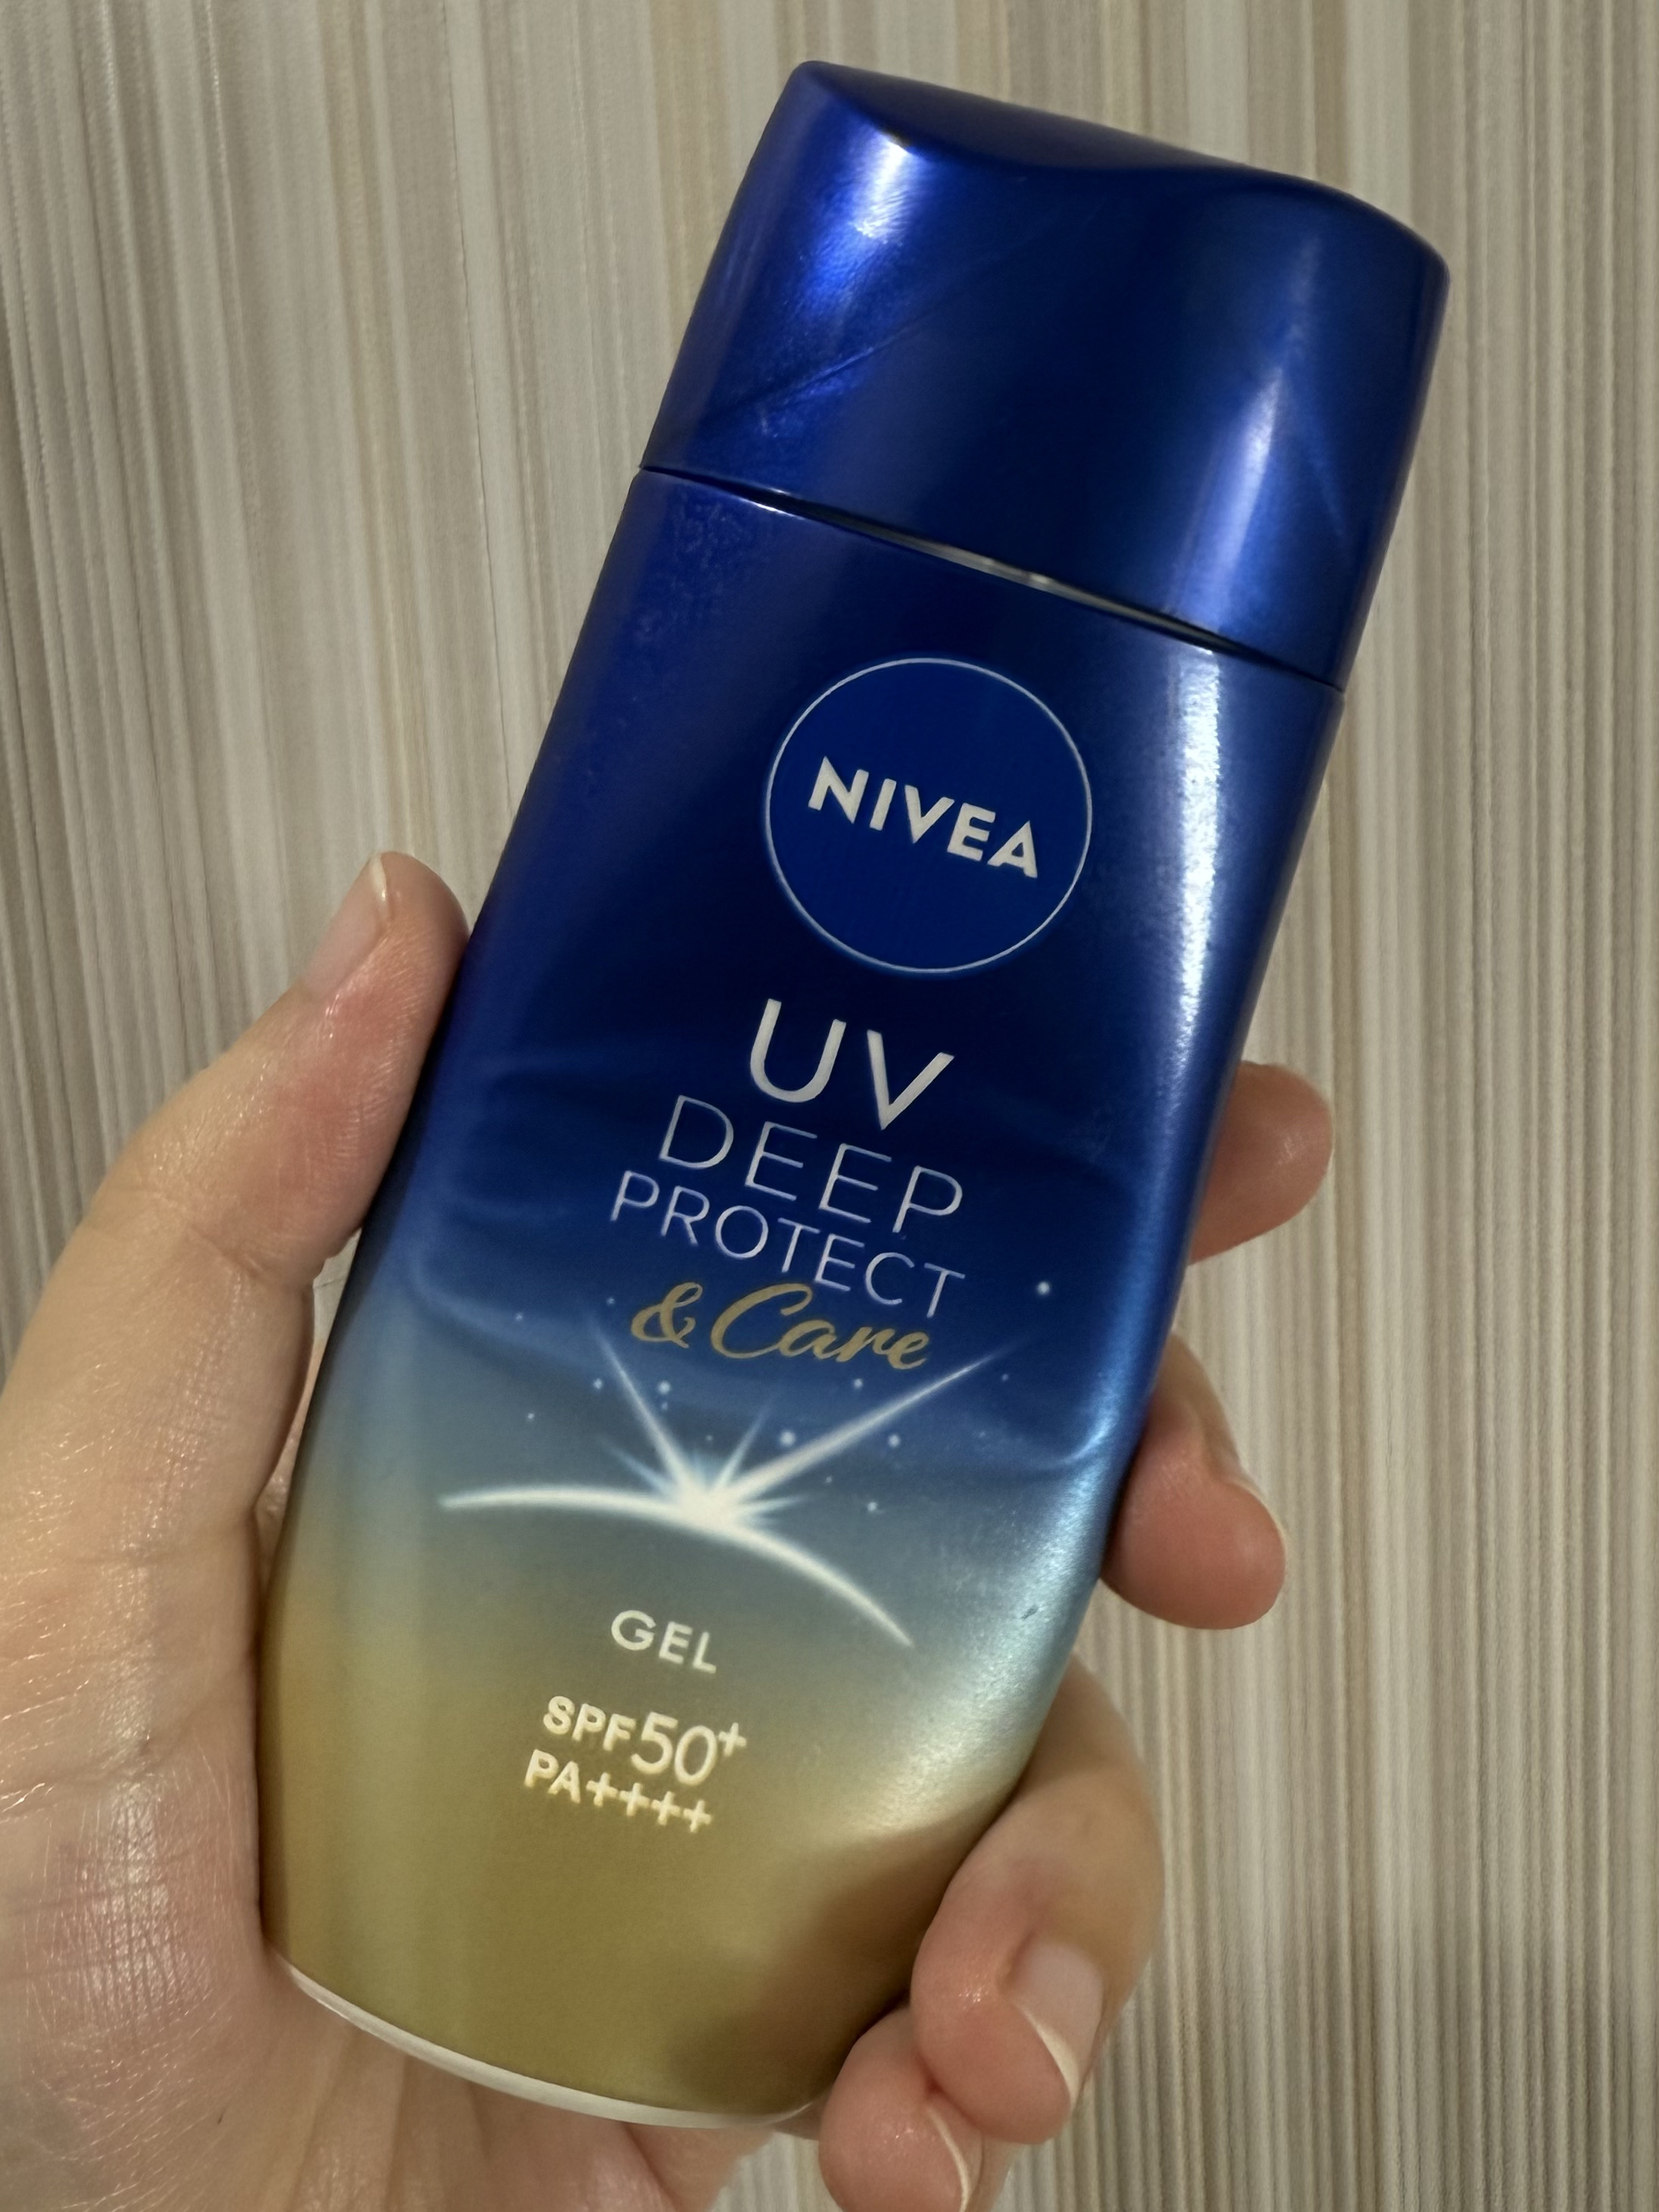 NIVEA
UV
DEEP
PROTECT
& Care
GEL
SPF50+
PA++++